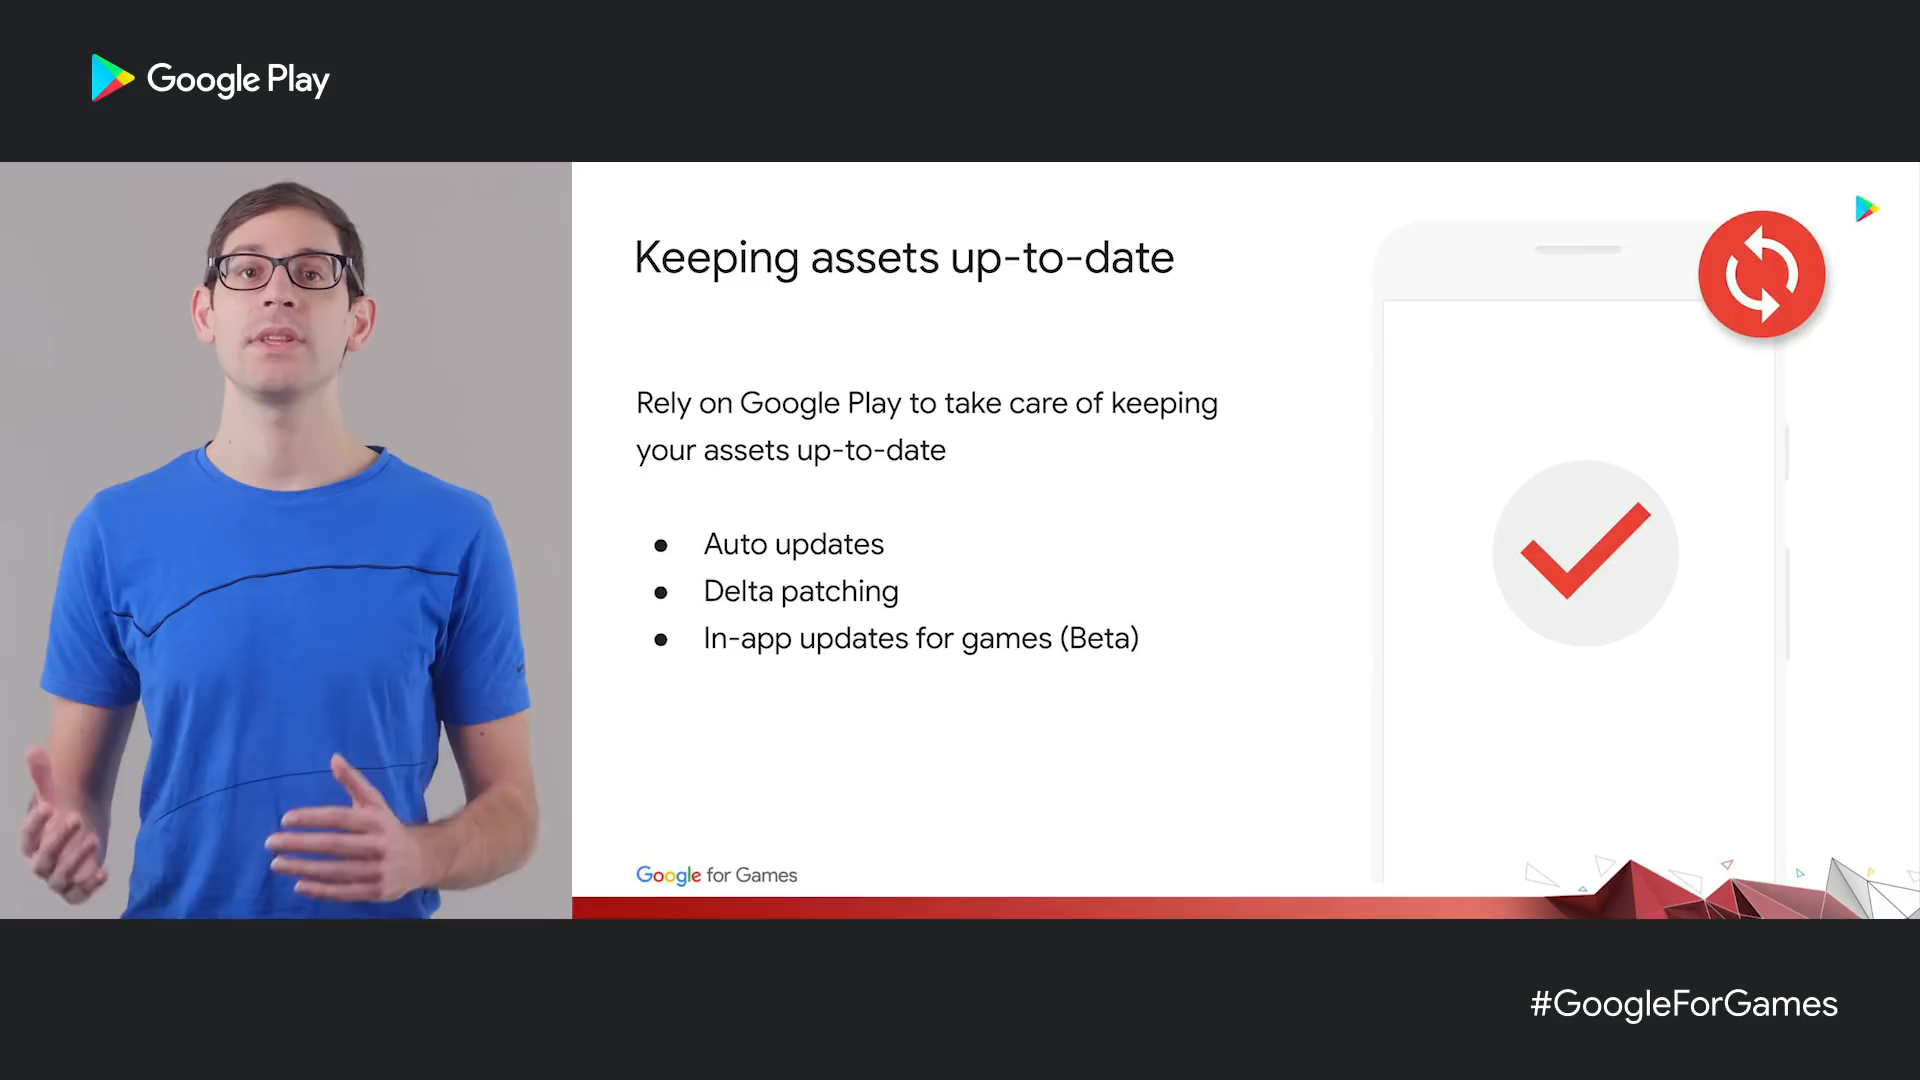 Google Play
Keeping assets up-to-date
Rely on Google Play to take care of keeping
your assets up-to-date
● Auto updates
● Delta patching
● In-app updates for games (Beta)
Google for Games
#GoogleForGames